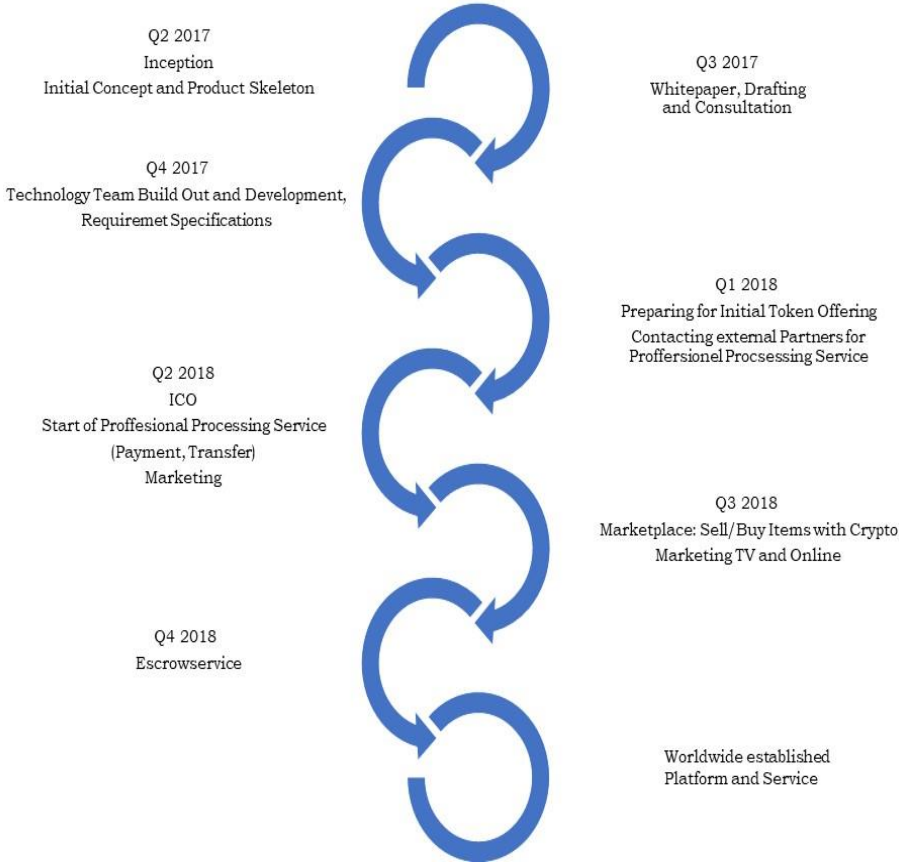 Q2 2017
Inception
Initial Concept and Product Skeleton
Q3 2017
Whitepaper, Drafting
and Consultation
Q4 2017
Technology Team Build Out and Development,
Requiremet Specifications
Q1 2018
Preparing for Initial Token Offering
Contacting external Partners for
Proffersionel Procsessing Service
Q2 2018
ICO
Start of Proffesional Processing Service
(Payment, Transfer)
Marketing
Q3 2018
Marketplace: Sell/Buy Items with Crypto
Marketing TV and Online
Q4 2018
Escrowservice
Worldwide established
Platform and Service